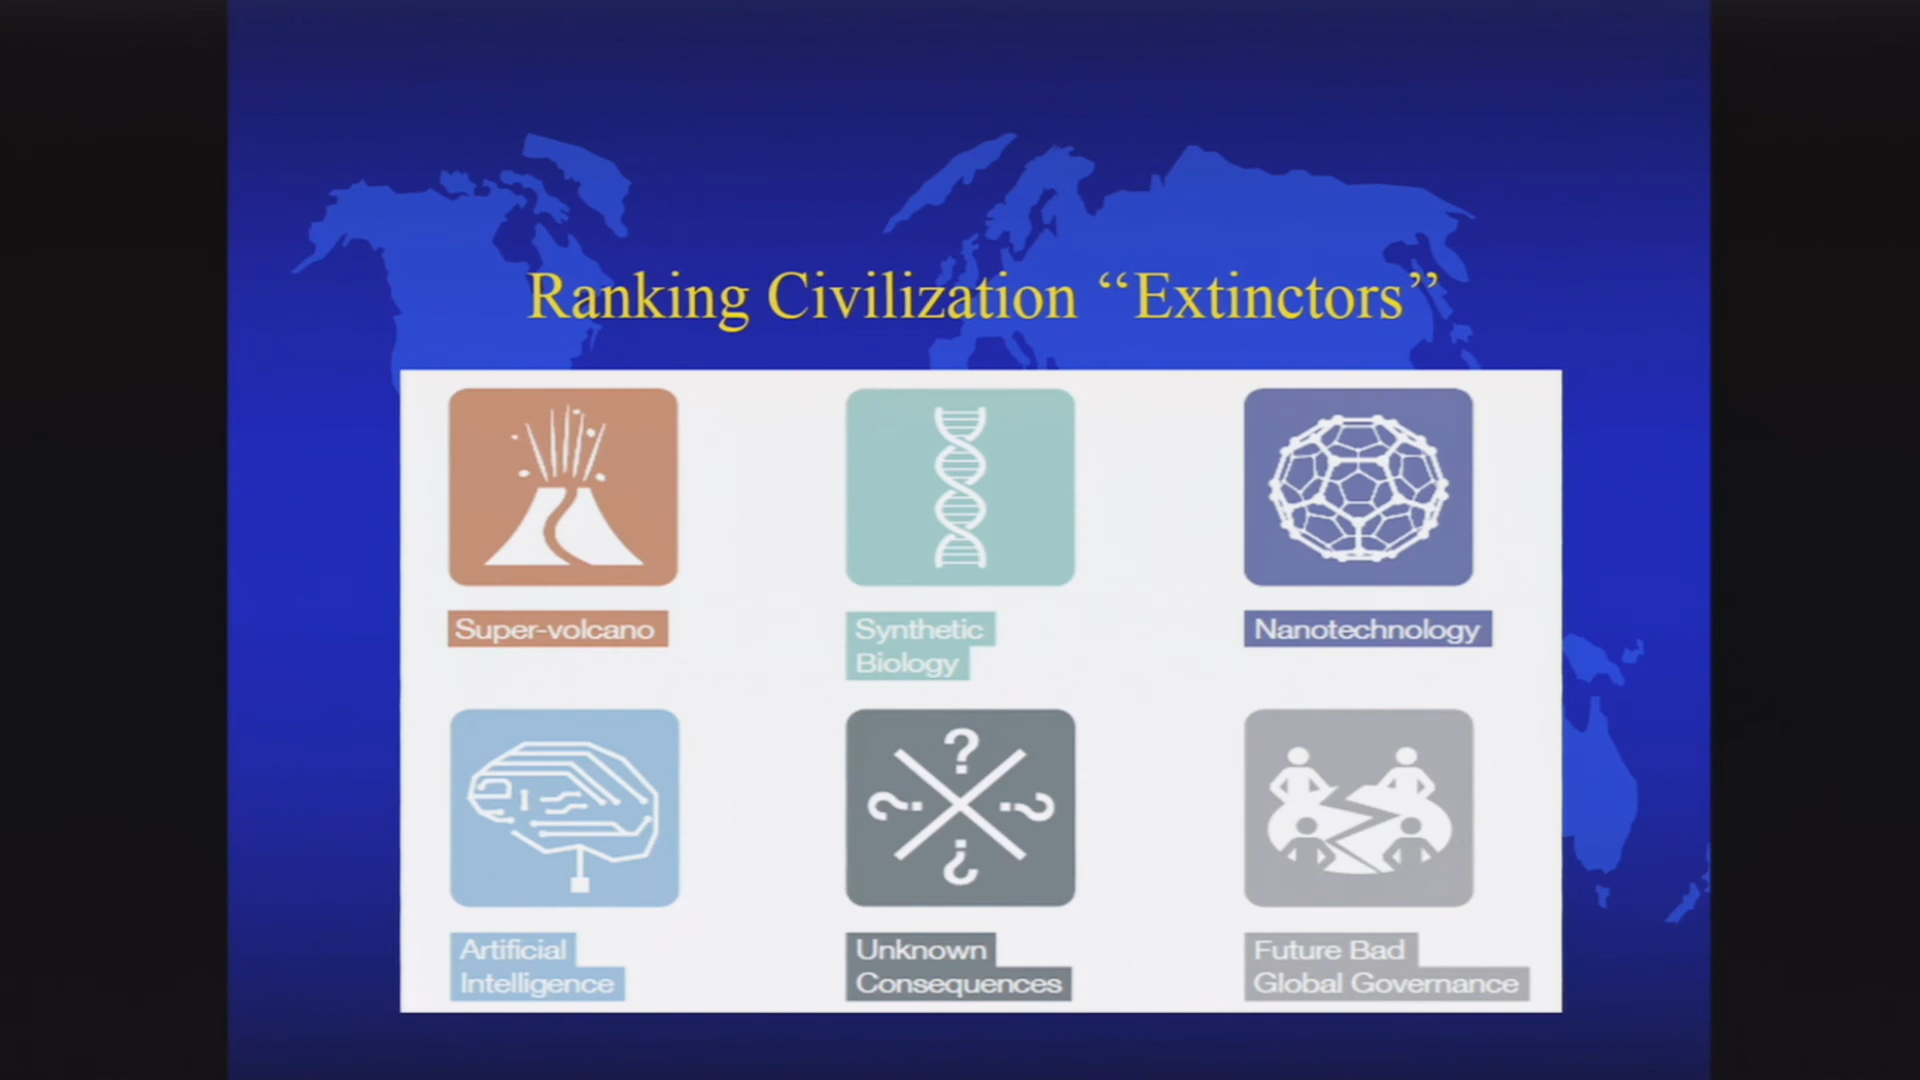 Ranking Civilization “Extinctors”
Super-volcano
Synthetic
Biology
Nanotechnology
Artificial
Intelligence
Unknown
Consequences
Future Bad
Global Governance